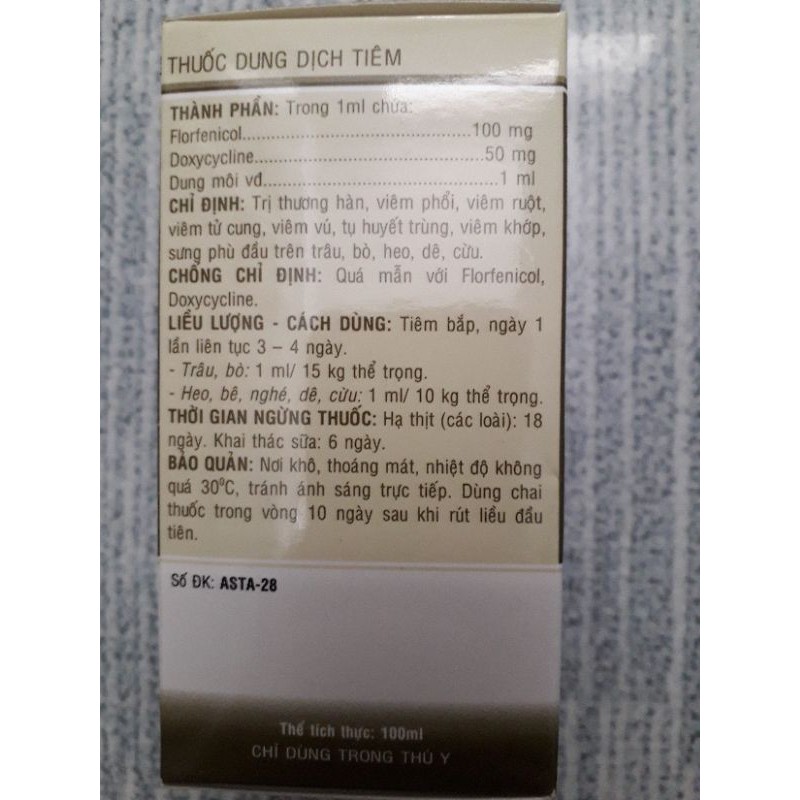 THUỐC DUNG DỊCH TIÊM
THÀNH PHẦN: Trong 1ml chứa:
Florfenicol..........................................100 mg
Doxycycline..........................................50 mg
Dung môi vđ..........................................1 ml
CHỈ ĐỊNH: Trị thương hàn, viêm phổi, viêm ruột,
viêm tử cung, viêm vú, tụ huyết trùng, viêm khớp,
sưng phù đầu trên trâu, bò, heo, dê, cừu.
CHỐNG CHỈ ĐỊNH: Quá mẫn với Florfenicol,
Doxycycline.
LIỀU LƯỢNG - CÁCH DÙNG: Tiêm bắp, ngày 1
lần liên tục 3 – 4 ngày.
- Trâu, bò: 1 ml/ 15 kg thể trọng.
- Heo, bê, nghé, dê, cừu: 1 ml/ 10 kg thể trọng.
THỜI GIAN NGỪNG THUỐC: Hạ thịt (các loài): 18
ngày. Khai thác sữa: 6 ngày.
BẢO QUẢN: Nơi khô, thoáng mát, nhiệt độ không
quá 30⁰C, tránh ánh sáng trực tiếp. Dùng chai
thuốc trong vòng 10 ngày sau khi rút liều đầu
tiên.
Số ĐK: ASTA-28
Thể tích thực: 100ml
CHỈ DÙNG TRONG THÚ Y